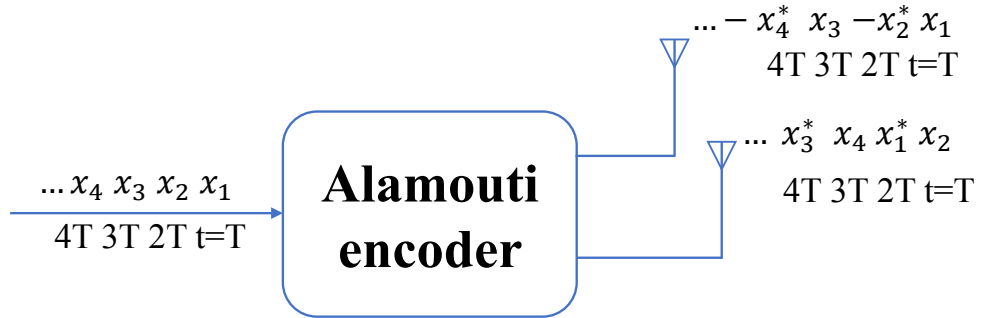 … − x₄* x₃ −x₂* x₁
4T 3T 2T t=T
… x₃* x₄ x₁* x₂
4T 3T 2T t=T
… x₄ x₃ x₂ x₁
4T 3T 2T t=T
Alamouti
encoder